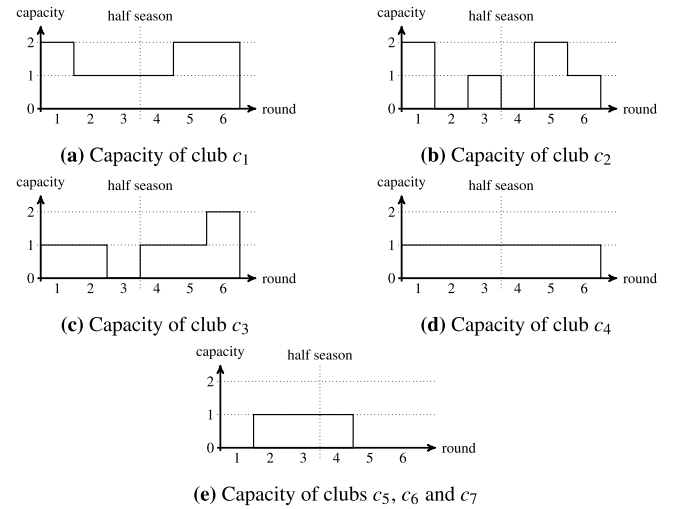 capacity
half season
2
1
0
1 2 3 4 5 6
round
(a) Capacity of club c1
capacity
half season
2
1
0
1 2 3 4 5 6
round
(b) Capacity of club c2
capacity
half season
2
1
0
1 2 3 4 5 6
round
(c) Capacity of club c3
capacity
half season
2
1
0
1 2 3 4 5 6
round
(d) Capacity of club c4
capacity
half season
2
1
0
1 2 3 4 5 6
round
(e) Capacity of clubs c5, c6 and c7